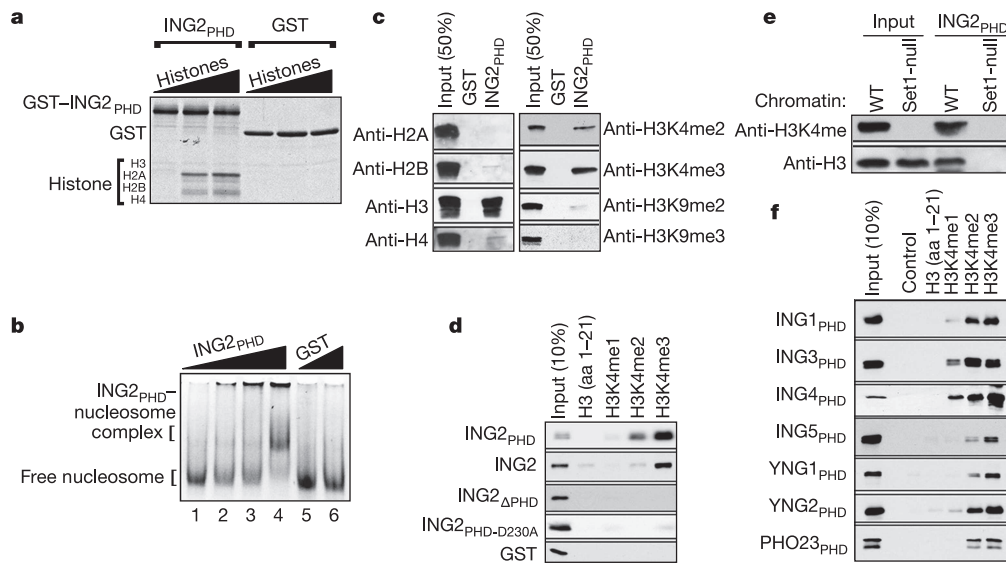 a
ING2PHD GST
Histones Histones
GST–ING2PHD
GST
Histone
H3
H2A
H2B
H4
b
ING2PHD GST
ING2PHD–
nucleosome
complex
Free nucleosome
1 2 3 4 5 6
c
Input (50%) GST ING2PHD Input (50%) GST ING2PHD
Anti-H2A Anti-H3K4me2
Anti-H2B Anti-H3K4me3
Anti-H3 Anti-H3K9me2
Anti-H4 Anti-H3K9me3
d
Input (10%) H3 (aa 1–21) H3K4me1 H3K4me2 H3K4me3
ING2PHD
ING2
ING2ΔPHD
ING2PHD-D230A
GST
e
Input ING2PHD
Chromatin: WT Set1-null WT Set1-null
Anti-H3K4me
Anti-H3
f
Input (10%) Control H3 (aa 1–21) H3K4me1 H3K4me2 H3K4me3
ING1PHD
ING3PHD
ING4PHD
ING5PHD
YNG1PHD
YNG2PHD
PHO23PHD